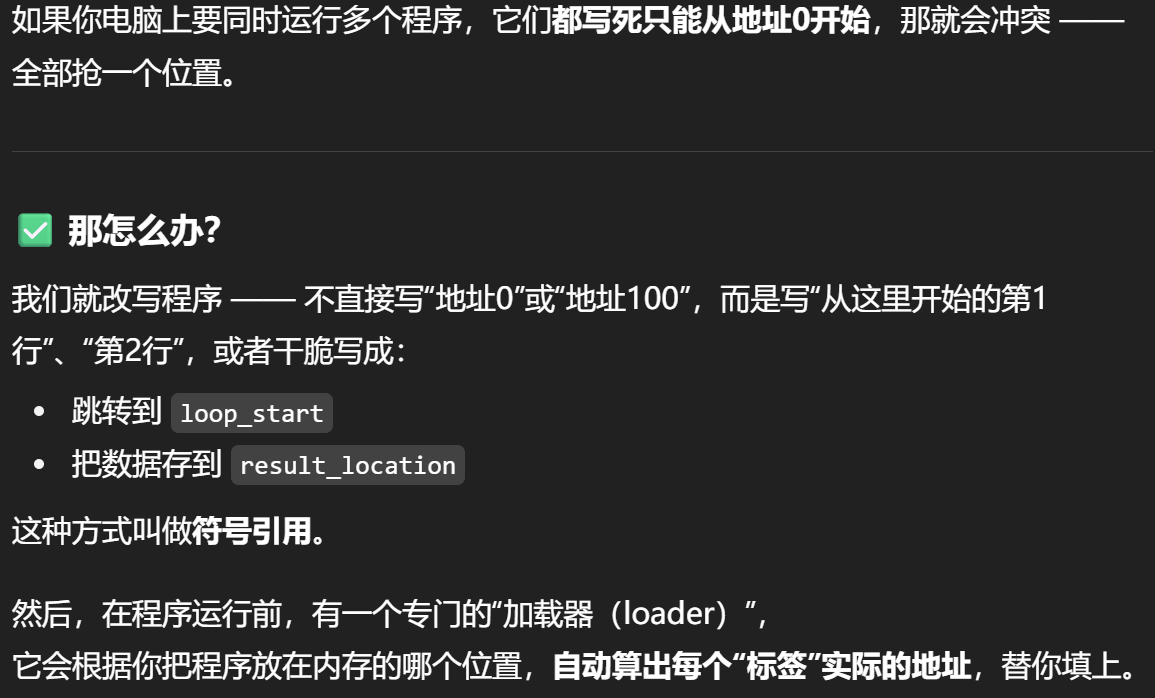 如果你电脑上要同时运行多个程序，它们都写死只能从地址0开始，那就会冲突 ——
全部抢一个位置。
✅ 那怎么办？
我们就改写程序 —— 不直接写“地址0”或“地址100”，而是写“从这里开始的第1
行”、“第2行”，或者干脆写成：
• 跳转到 loop_start
• 把数据存到 result_location
这种方式叫做符号引用。
然后，在程序运行前，有一个专门的“加载器（loader）”，
它会根据你把程序放在内存的哪个位置，自动算出每个“标签”实际的地址，替你填上。